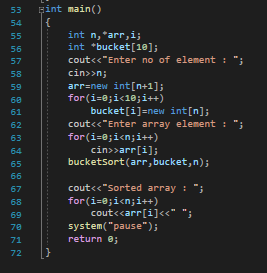 53 int main()
54 {
55 int n,*arr,i;
56 int *bucket[10];
57 cout<<"Enter no of element : ";
58 cin>>n;
59 arr=new int[n+1];
60 for(i=0;i<10;i++)
61 bucket[i]=new int[n];
62 cout<<"Enter array element : ";
63 for(i=0;i<n;i++)
64 cin>>arr[i];
65 bucketSort(arr,bucket,n);
66
67 cout<<"Sorted array : ";
68 for(i=0;i<n;i++)
69 cout<<arr[i]<<" ";
70 system("pause");
71 return 0;
72 }